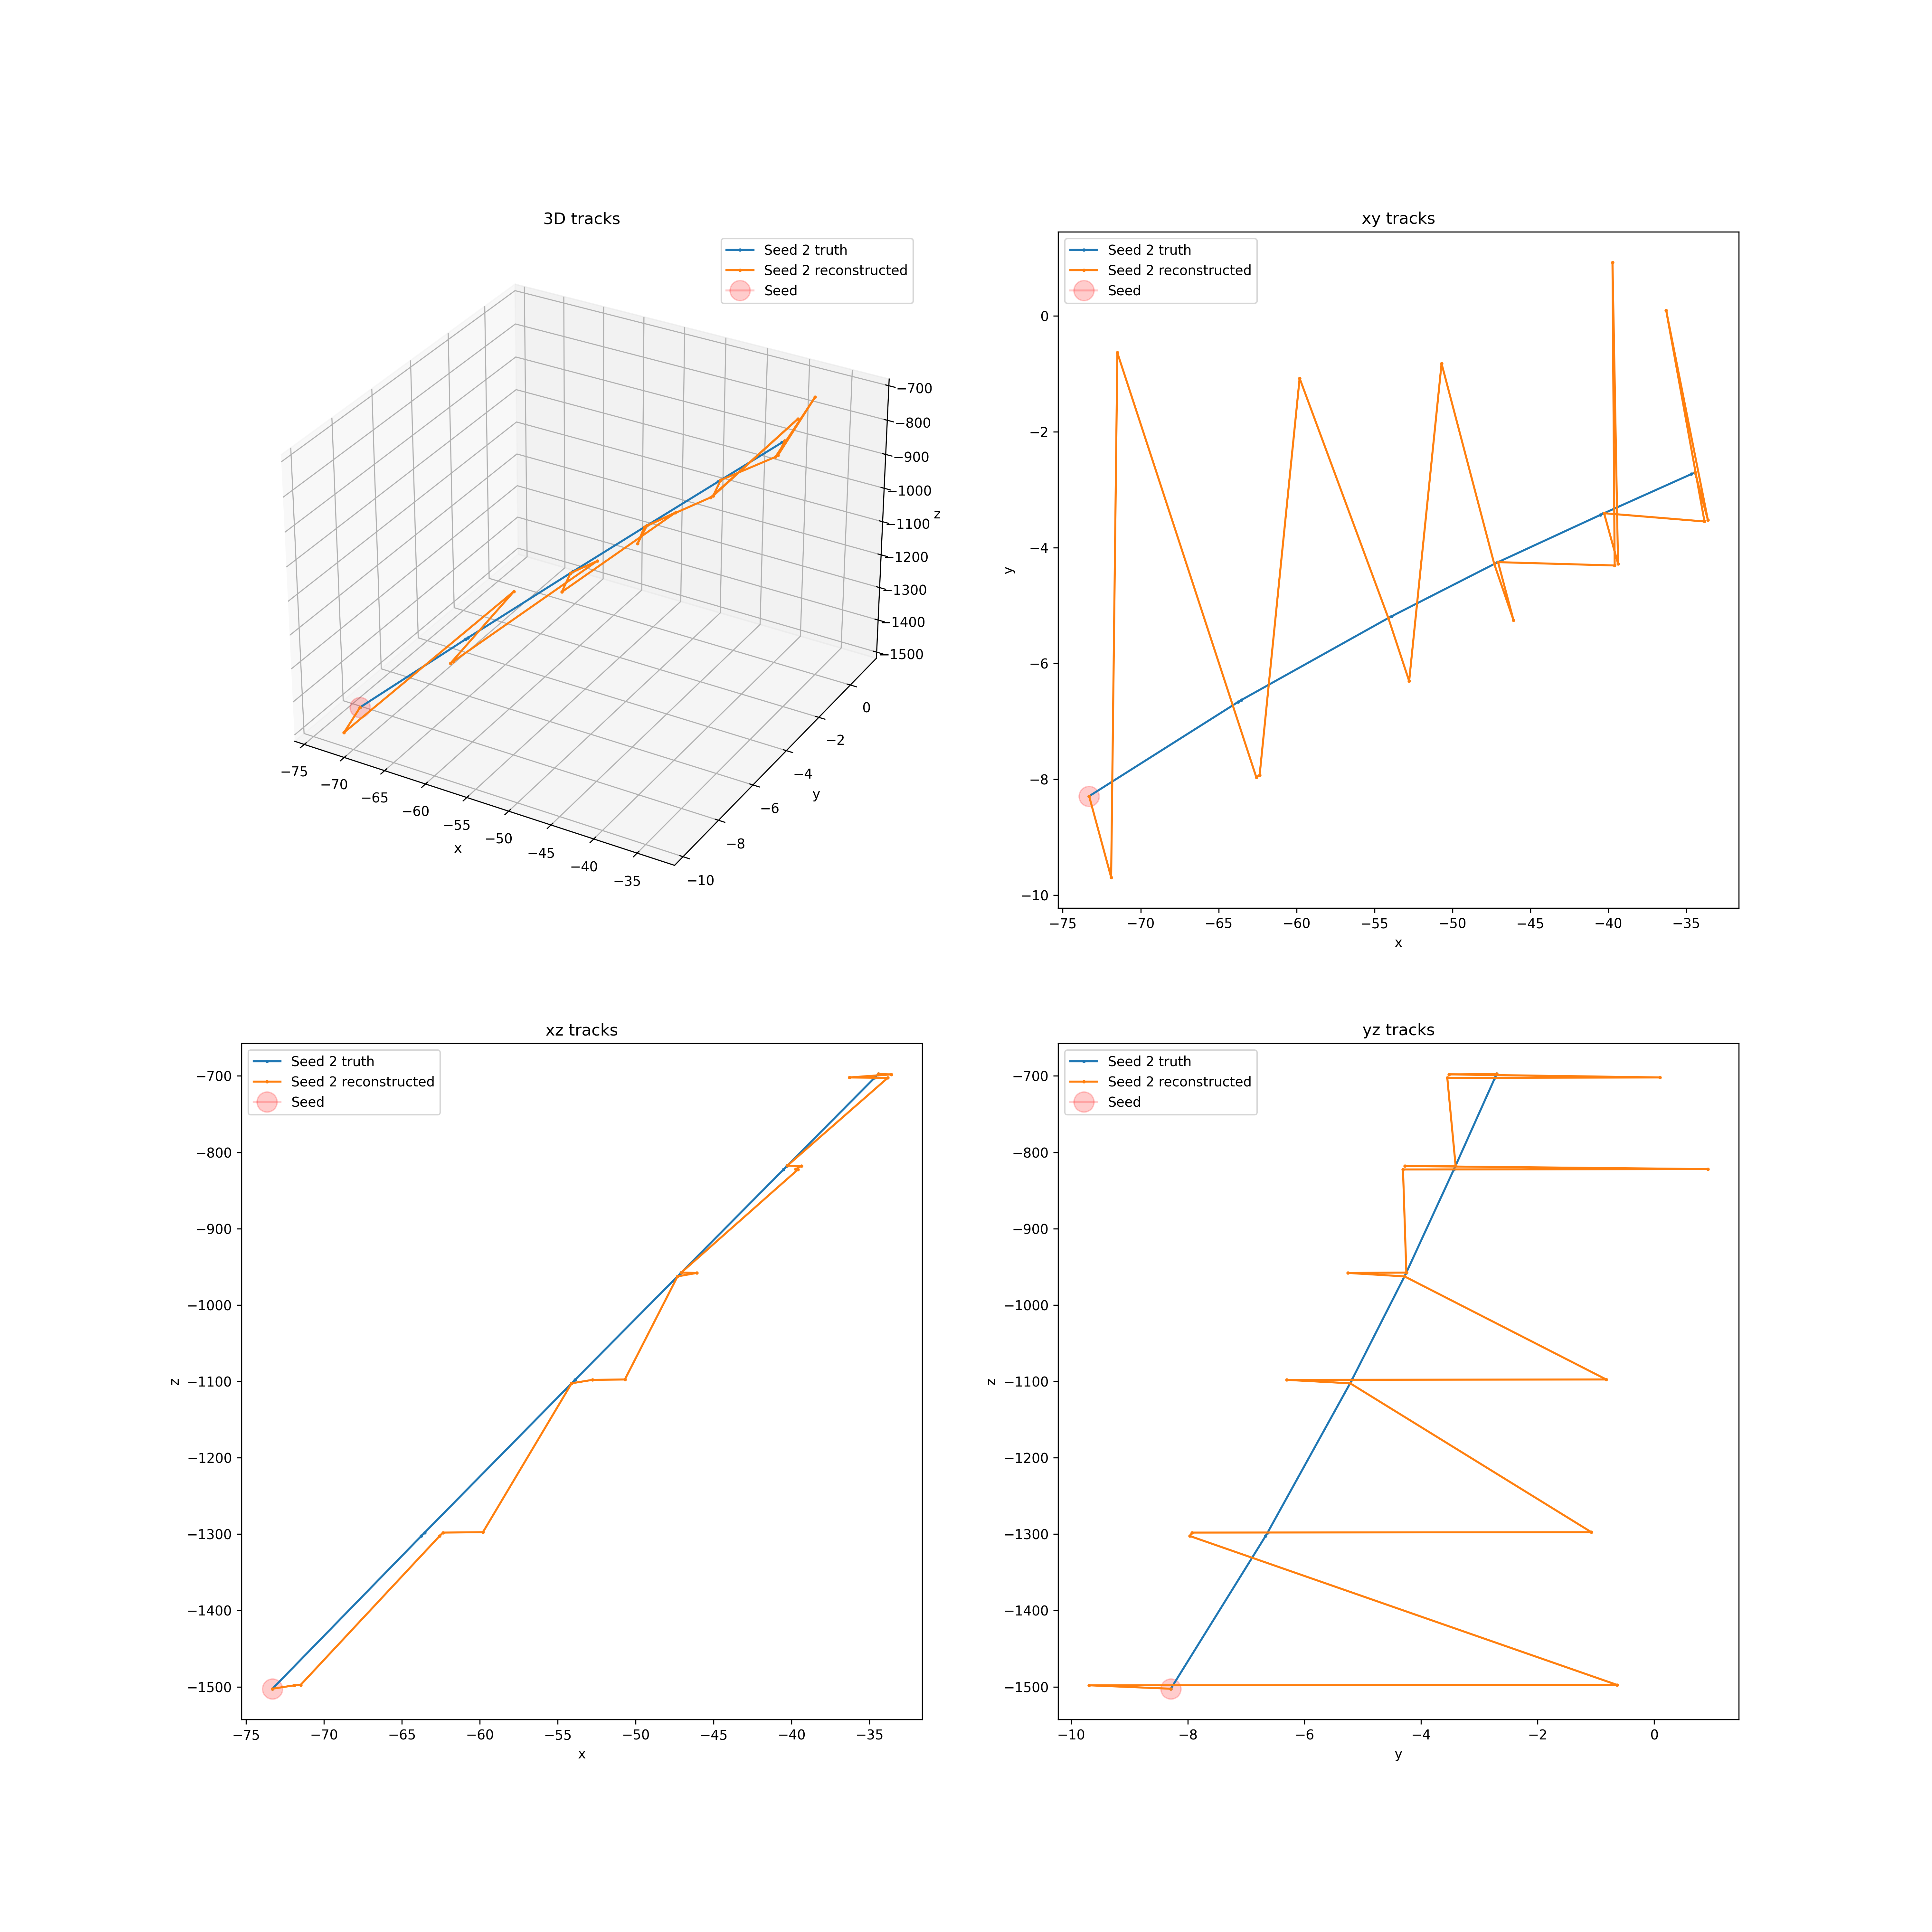 3D tracks
Seed 2 truth
Seed 2 reconstructed
Seed
−700
−800
−900
−1000
−1100
−1200
−1300
−1400
−1500
z
0
−2
−4
−6
−8
−10
y
−75
−70
−65
−60
−55
−50
−45
−40
−35
x
xy tracks
Seed 2 truth
Seed 2 reconstructed
Seed
0
−2
−4
−6
−8
−10
y
−75 −70 −65 −60 −55 −50 −45 −40 −35
x
xz tracks
Seed 2 truth
Seed 2 reconstructed
Seed
−700
−800
−900
−1000
−1100
−1200
−1300
−1400
−1500
z
−75 −70 −65 −60 −55 −50 −45 −40 −35
x
yz tracks
Seed 2 truth
Seed 2 reconstructed
Seed
−700
−800
−900
−1000
−1100
−1200
−1300
−1400
−1500
z
−10 −8 −6 −4 −2 0
y